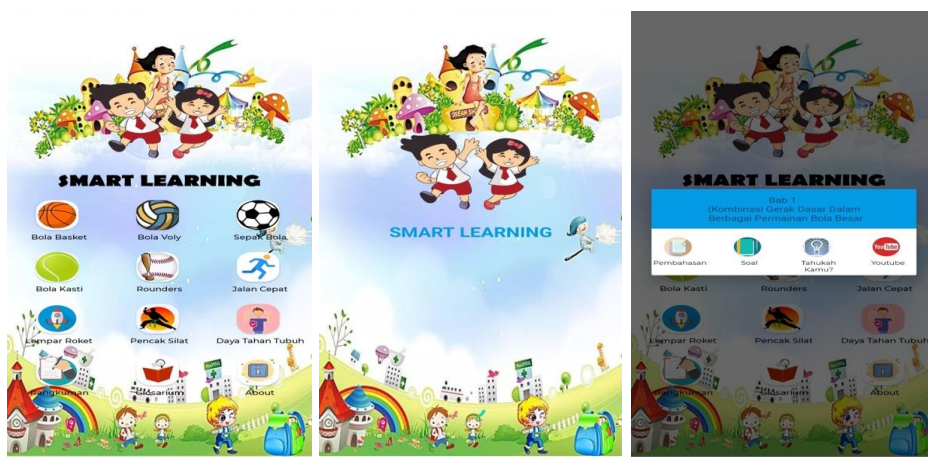 SMART LEARNING
Bola Basket
Bola Voly
Sepak Bola
Bola Kasti
Rounders
Jalan Cepat
Lempar Roket
Pencak Silat
Daya Tahan Tubuh
Rangkuman
Glosarium
About
SMART LEARNING
SMART LEARNING
Bab 1
(Kombinasi Gerak Dasar Dalam
Berbagai Permainan Bola Besar
Pembahasan
Soal
Tahukah
Kamu?
YouTube
Youtube
Bola Kasti
Rounders
Jalan Cepat
Lempar Roket
Pencak Silat
Daya Tahan Tubuh
Rangkuman
Glosarium
About